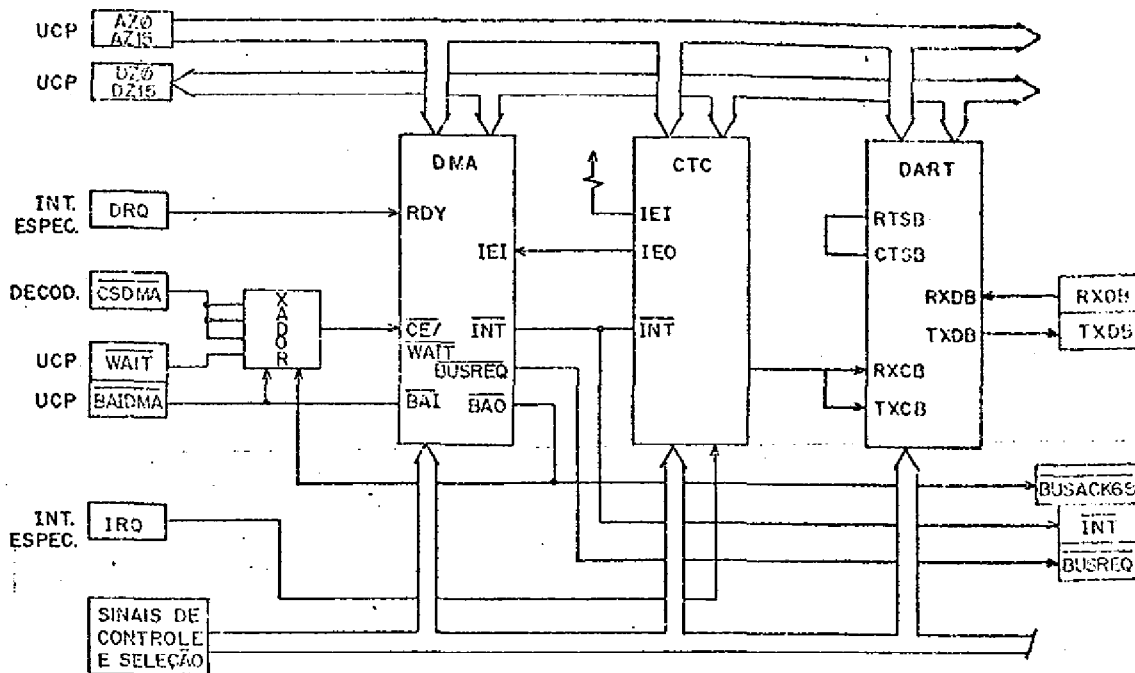 UCP
AZ0
AZ15
UCP
DZ0
DZ15
DMA
CTC
DART
INT.
ESPEC.
DRQ
RDY
IEI
IEI
IEO
RTSB
CTSB
DECOD.
CSDMA
XADOR
CE/
WAIT
INT
INT
RXDB
RXDB
TXDB
TXDB
UCP
WAIT
BUSREQ
RXCB
UCP
BAIDMA
BAI
BAO
TXCB
BUSACK65
INT.
ESPEC.
IRQ
INT
BUSREQ
SINAIS DE
CONTROLE
E SELEÇÃO